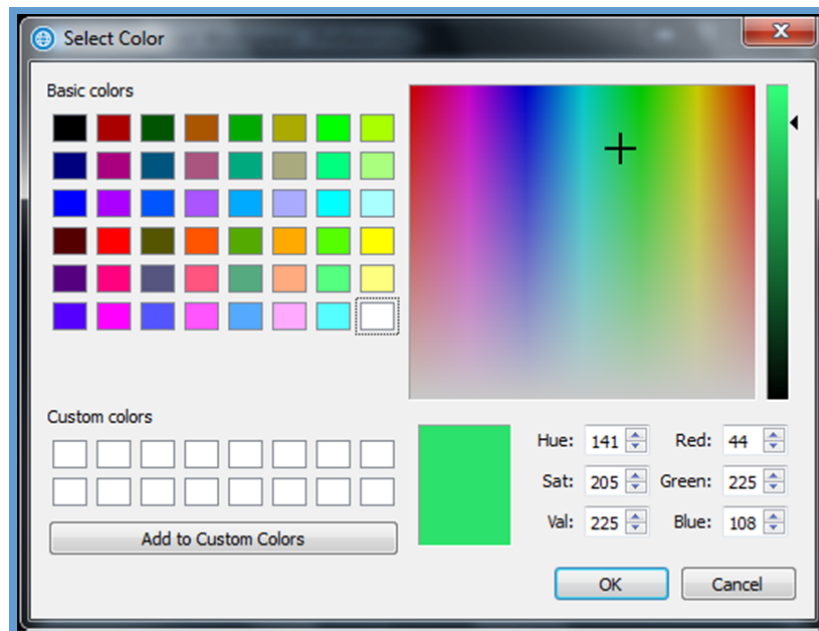 Select Color
Basic colors
Custom colors
Hue: 141 Red: 44
Sat: 205 Green: 225
Val: 225 Blue: 108
Add to Custom Colors
OK Cancel